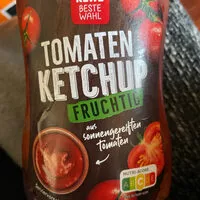 BESTE
WAHL
TOMATEN
KETCHUP
FRUCHTIG
aus
sonnengereiften
tomaten
NUTRI-SCORE